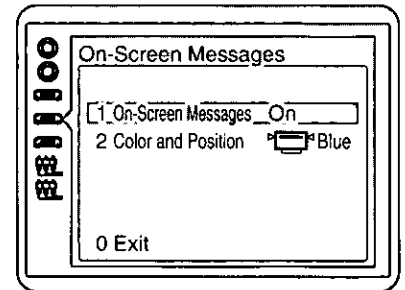 On-Screen Messages
1 On-Screen Messages On
2 Color and Position Blue
0 Exit